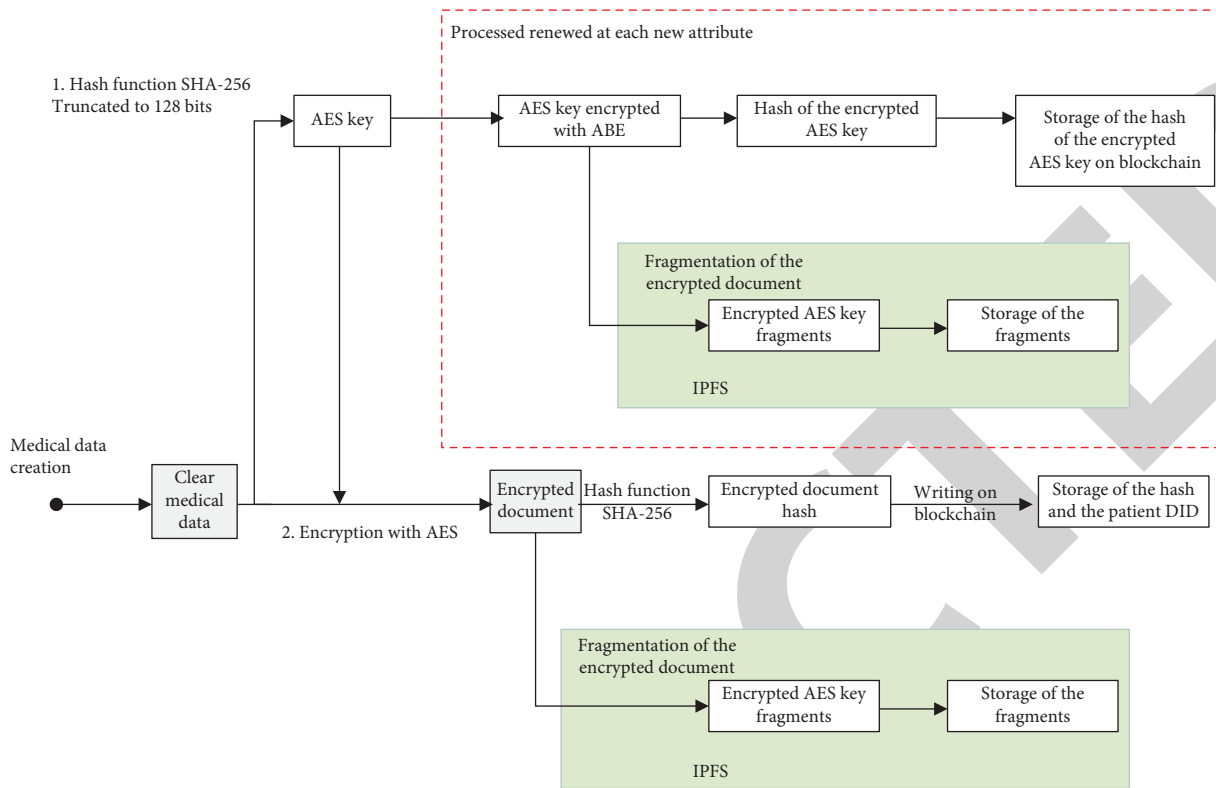 Processed renewed at each new attribute
1. Hash function SHA-256
Truncated to 128 bits
AES key
AES key encrypted
with ABE
Hash of the encrypted
AES key
Storage of the hash
of the encrypted
AES key on blockchain
Fragmentation of the
encrypted document
Encrypted AES key
fragments
Storage of the
fragments
IPFS
Medical data
creation
Clear
medical
data
2. Encryption with AES
Encrypted
document
Hash function
SHA-256
Encrypted document
hash
Writing on
blockchain
Storage of the hash
and the patient DID
Fragmentation of the
encrypted document
Encrypted AES key
fragments
Storage of the
fragments
IPFS